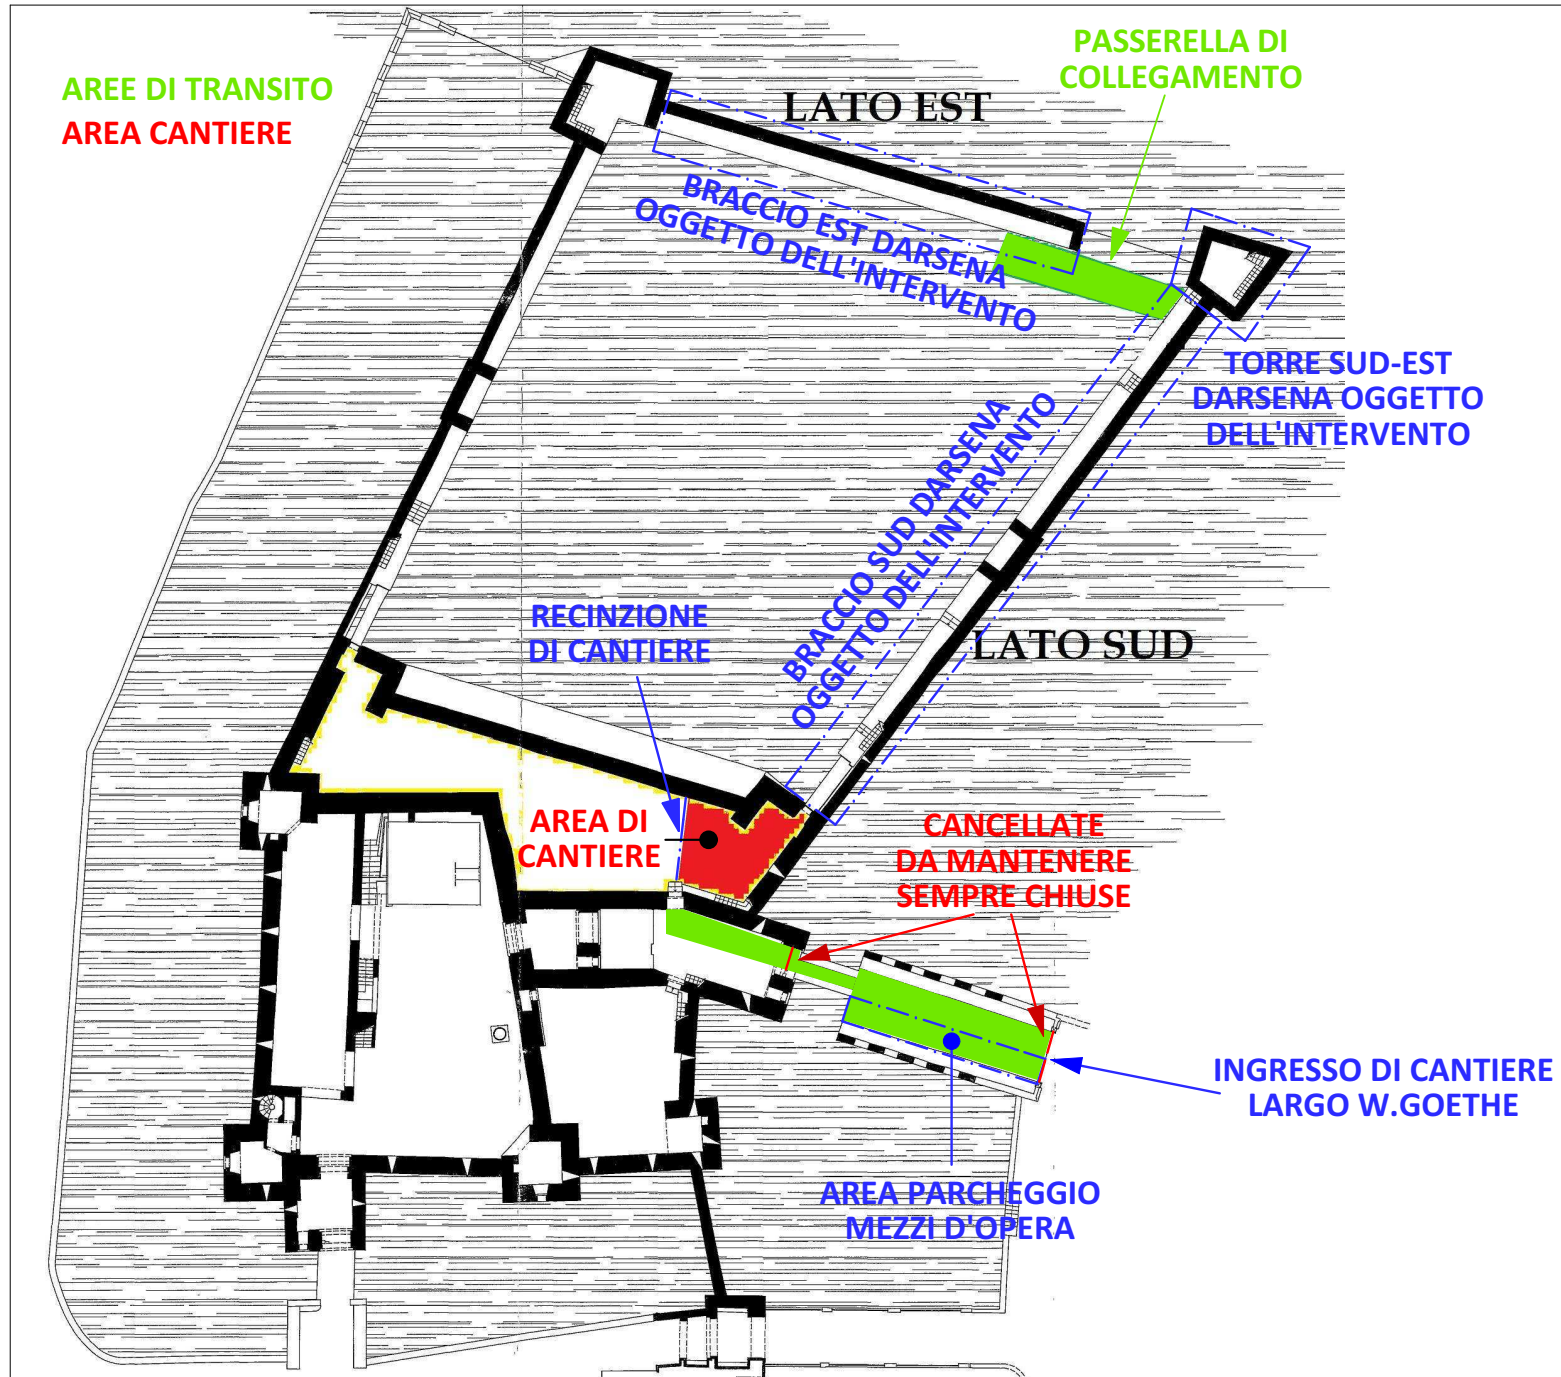 AREE DI TRANSITO
AREA CANTIERE
PASSERELLA DI
COLLEGAMENTO
LATO EST
BRACCIO EST DARSENA
OGGETTO DELL'INTERVENTO
TORRE SUD-EST
DARSENA OGGETTO
DELL'INTERVENTO
BRACCIO SUD DARSENA
OGGETTO DELL'INTERVENTO
LATO SUD
RECINZIONE
DI CANTIERE
AREA DI
CANTIERE
CANCELLATE
DA MANTENERE
SEMPRE CHIUSE
INGRESSO DI CANTIERE
LARGO W.GOETHE
AREA PARCHEGGIO
MEZZI D'OPERA